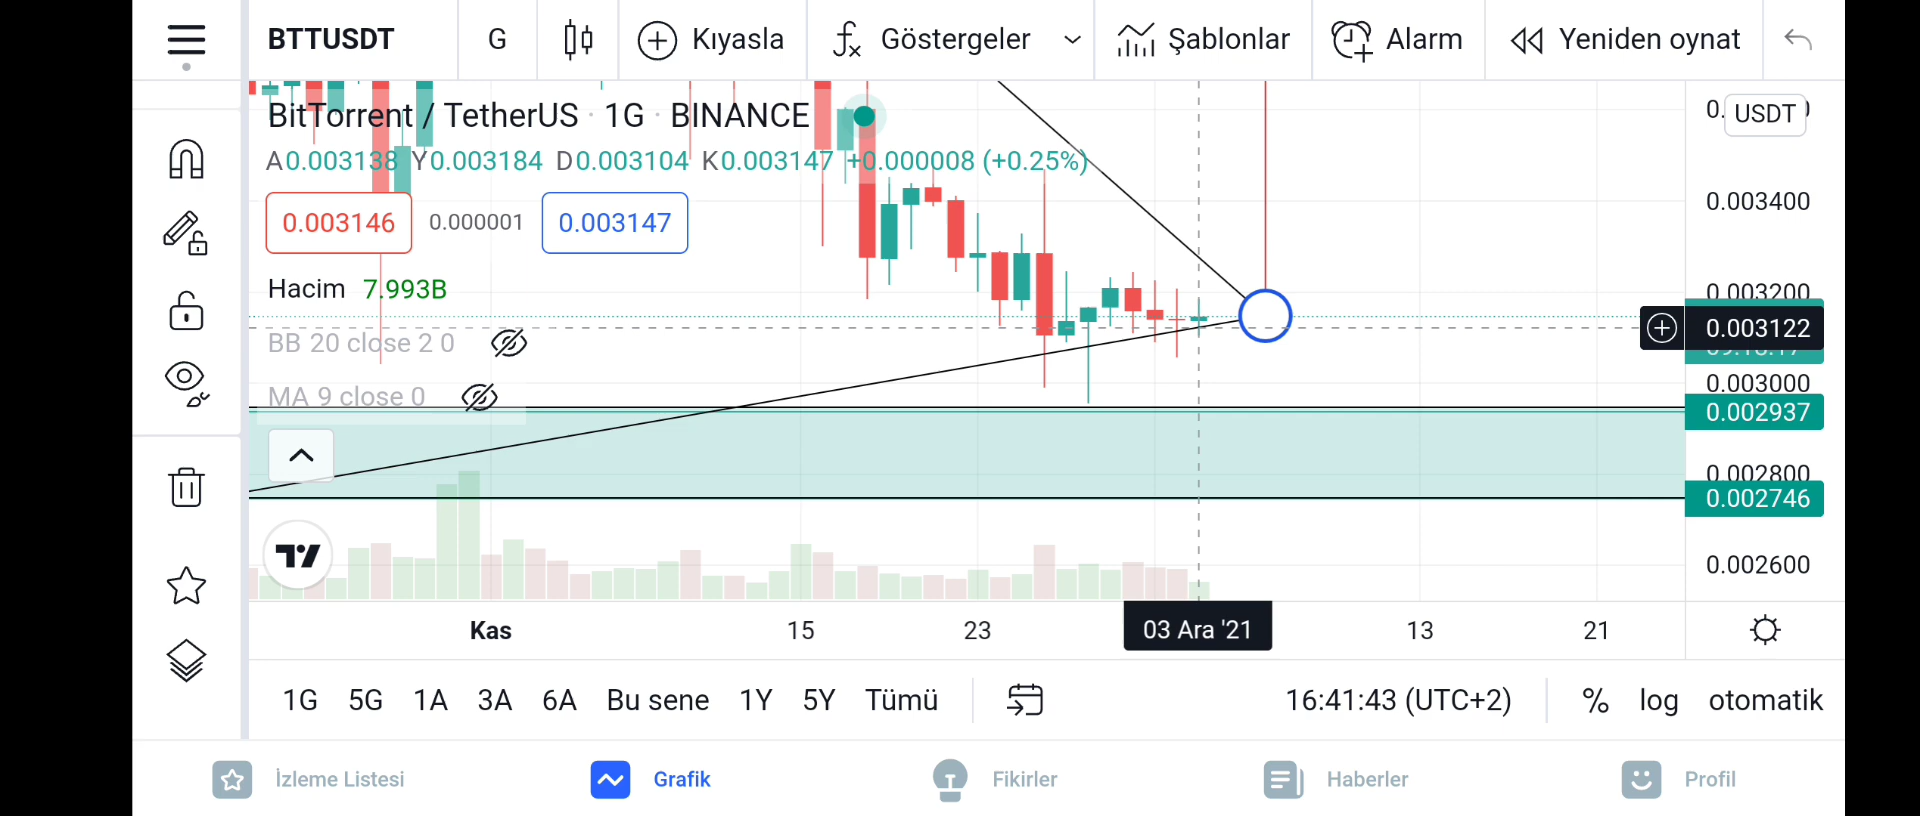 BTTUSDT G Kıyasla Göstergeler Şablonlar Alarm Yeniden oynat
BitTorrent / TetherUS · 1G · BINANCE
USDT
A0.003138 Y0.003184 D0.003104 K0.003147 +0.000008 (+0.25%)
0.003400
0.003146 0.000001 0.003147
Hacim 7.993B
0.003200
0.003122
BB 20 close 2 0
0.003000
MA 9 close 0
0.002937
0.002800
0.002746
0.002600
Kas 15 23 03 Ara '21 13 21
1G 5G 1A 3A 6A Bu sene 1Y 5Y Tümü 16:41:43 (UTC+2) % log otomatik
İzleme Listesi Grafik Fikirler Haberler Profil